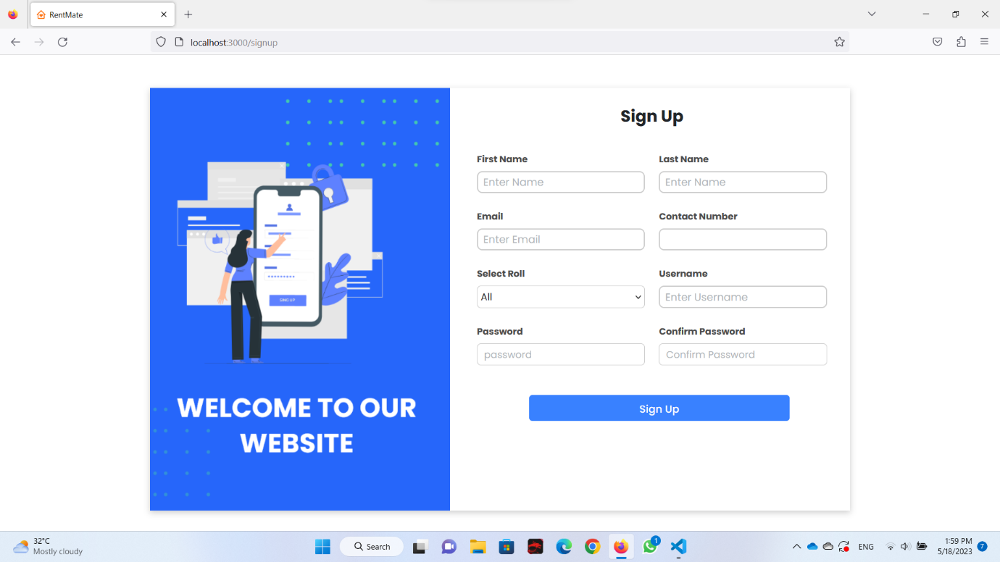 RentMate
localhost:3000/signup
Sign Up
First Name
Last Name
Enter Name
Enter Name
Email
Contact Number
Enter Email
Select Roll
Username
All
Enter Username
Password
Confirm Password
password
Confirm Password
Sign Up
SING UP
WELCOME TO OUR
WEBSITE
32°C
Mostly cloudy
Search
1
ENG
1:59 PM
5/18/2023
7